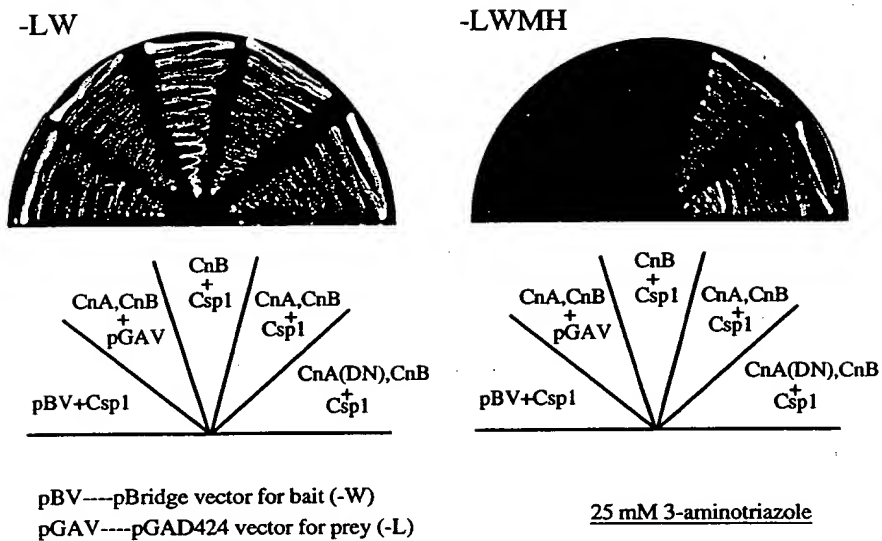 -LW
-LWMH
CnB
+
Csp1
CnA,CnB
+
pGAV
CnA,CnB
+
Csp1
CnA(DN),CnB
+
Csp1
pBV+Csp1
CnB
+
Csp1
CnA,CnB
+
pGAV
CnA,CnB
+
Csp1
CnA(DN),CnB
+
Csp1
pBV+Csp1
pBV----pBridge vector for bait (-W)
pGAV----pGAD424 vector for prey (-L)
25 mM 3-aminotriazole